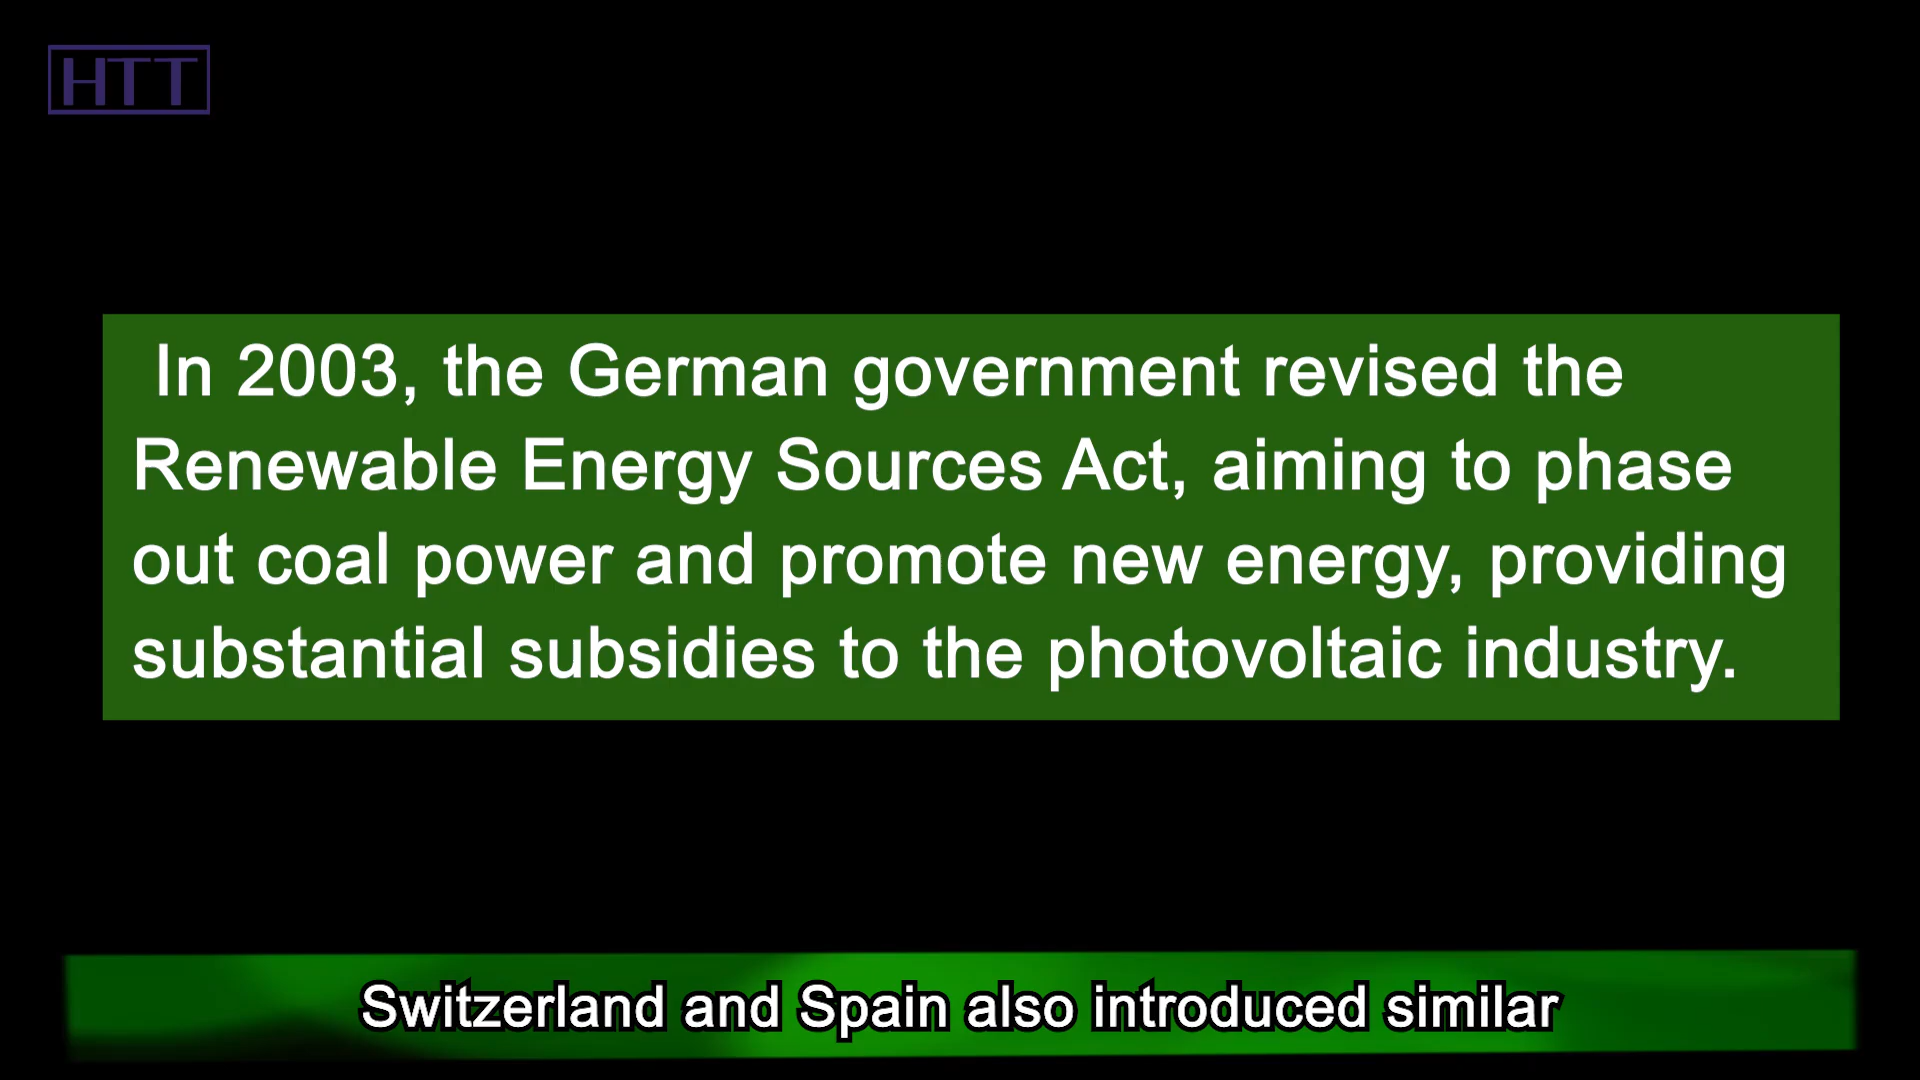 HTT
In 2003, the German government revised the
Renewable Energy Sources Act, aiming to phase
out coal power and promote new energy, providing
substantial subsidies to the photovoltaic industry.
Switzerland and Spain also introduced similar